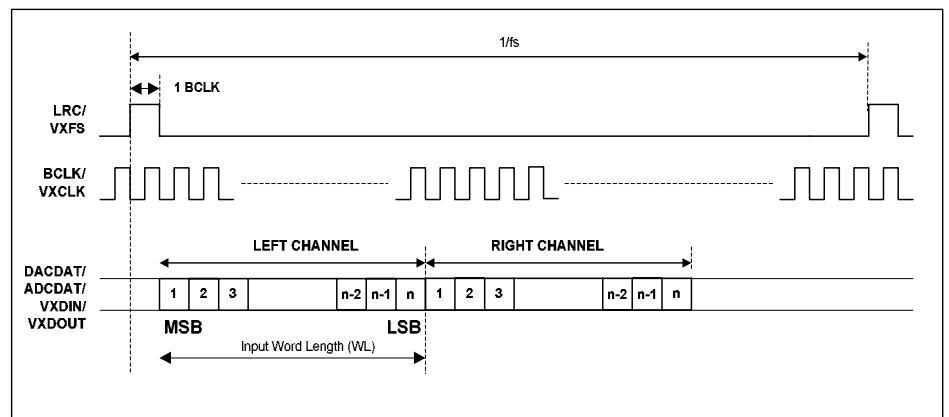 1/fs
1 BCLK
LRC/
VXFS
BCLK/
VXCLK
LEFT CHANNEL
RIGHT CHANNEL
DACDAT/
ADCDAT/
VXDIN/
VXDOUT
1 2 3 n-2 n-1 n 1 2 3 n-2 n-1 n
MSB LSB
Input Word Length (WL)